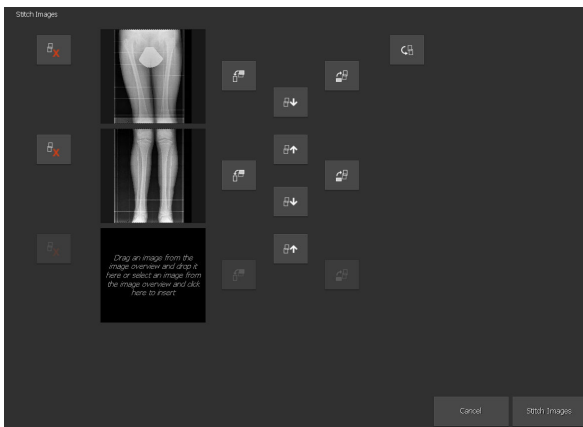 Stitch Images
Drag an image from the
image overview and drop it
here or select an image from
the image overview and click
here to insert
Cancel
Stitch Images